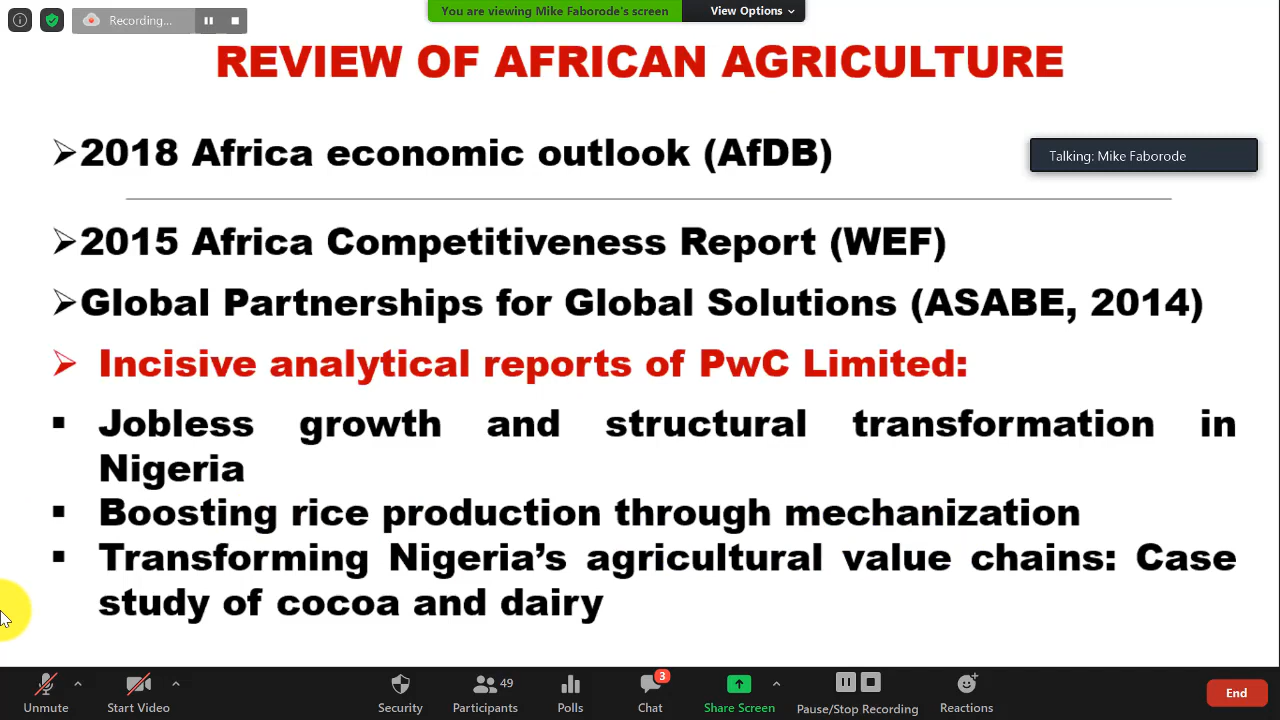 Recording...
You are viewing Mike Faborode's screen
View Options
REVIEW OF AFRICAN AGRICULTURE
➢2018 Africa economic outlook (AfDB)
Talking: Mike Faborode
➢2015 Africa Competitiveness Report (WEF)
➢Global Partnerships for Global Solutions (ASABE, 2014)
➢ Incisive analytical reports of PwC Limited:
▪ Jobless growth and structural transformation in
Nigeria
▪ Boosting rice production through mechanization
▪ Transforming Nigeria’s agricultural value chains: Case
study of cocoa and dairy
Unmute
Start Video
Security
49
Participants
Polls
3
Chat
Share Screen
Pause/Stop Recording
Reactions
End